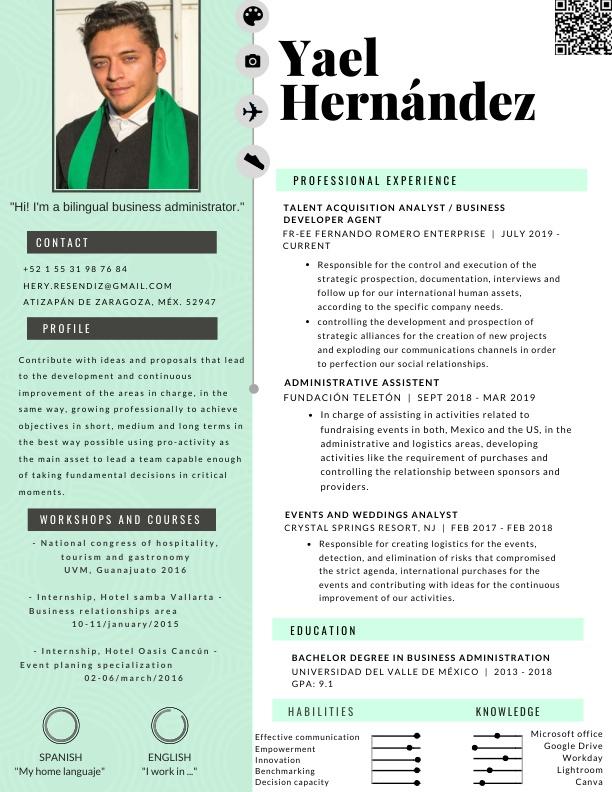 Yael
Hernández
"Hi! I'm a bilingual business administrator."
CONTACT
+52 1 55 31 98 76 84
HERY.RESENDIZ@GMAIL.COM
ATIZAPÁN DE ZARAGOZA, MÉX. 52947
PROFILE
Contribute with ideas and proposals that lead
to the development and continuous
improvement of the areas in charge, in the
same way, growing professionally to achieve
objectives in short, medium and long terms in
the best way possible using pro-activity as
the main asset to lead a team capable enough
of taking fundamental decisions in critical
moments.
WORKSHOPS AND COURSES
- National congress of hospitality,
tourism and gastronomy
UVM, Guanajuato 2016
- Internship, Hotel samba Vallarta -
Business relationships area
10-11/january/2015
- Internship, Hotel Oasis Cancún -
Event planing specialization
02-06/march/2016
SPANISH
"My home languaje"
ENGLISH
"I work in ..."
PROFESSIONAL EXPERIENCE
TALENT ACQUISITION ANALYST / BUSINESS
DEVELOPER AGENT
FR-EE FERNANDO ROMERO ENTERPRISE | JULY 2019 -
CURRENT
• Responsible for the control and execution of the
strategic prospection, documentation, interviews and
follow up for our international human assets,
according to the specific company needs.
• controlling the development and prospection of
strategic alliances for the creation of new projects
and exploding our communications channels in order
to perfection our social relationships.
ADMINISTRATIVE ASSISTENT
FUNDACIÓN TELETÓN | SEPT 2018 - MAR 2019
• In charge of assisting in activities related to
fundraising events in both, Mexico and the US, in the
administrative and logistics areas, developing
activities like the requirement of purchases and
controlling the relationship between sponsors and
providers.
EVENTS AND WEDDINGS ANALYST
CRYSTAL SPRINGS RESORT, NJ | FEB 2017 - FEB 2018
• Responsible for creating logistics for the events,
detection, and elimination of risks that compromised
the strict agenda, international purchases for the
events and contributing with ideas for the continuous
improvement of our activities.
EDUCATION
BACHELOR DEGREE IN BUSINESS ADMINISTRATION
UNIVERSIDAD DEL VALLE DE MÉXICO | 2013 - 2018
GPA: 9.1
HABILITIES
Effective communication
Empowerment
Innovation
Benchmarking
Decision capacity
KNOWLEDGE
Microsoft office
Google Drive
Workday
Lightroom
Canva